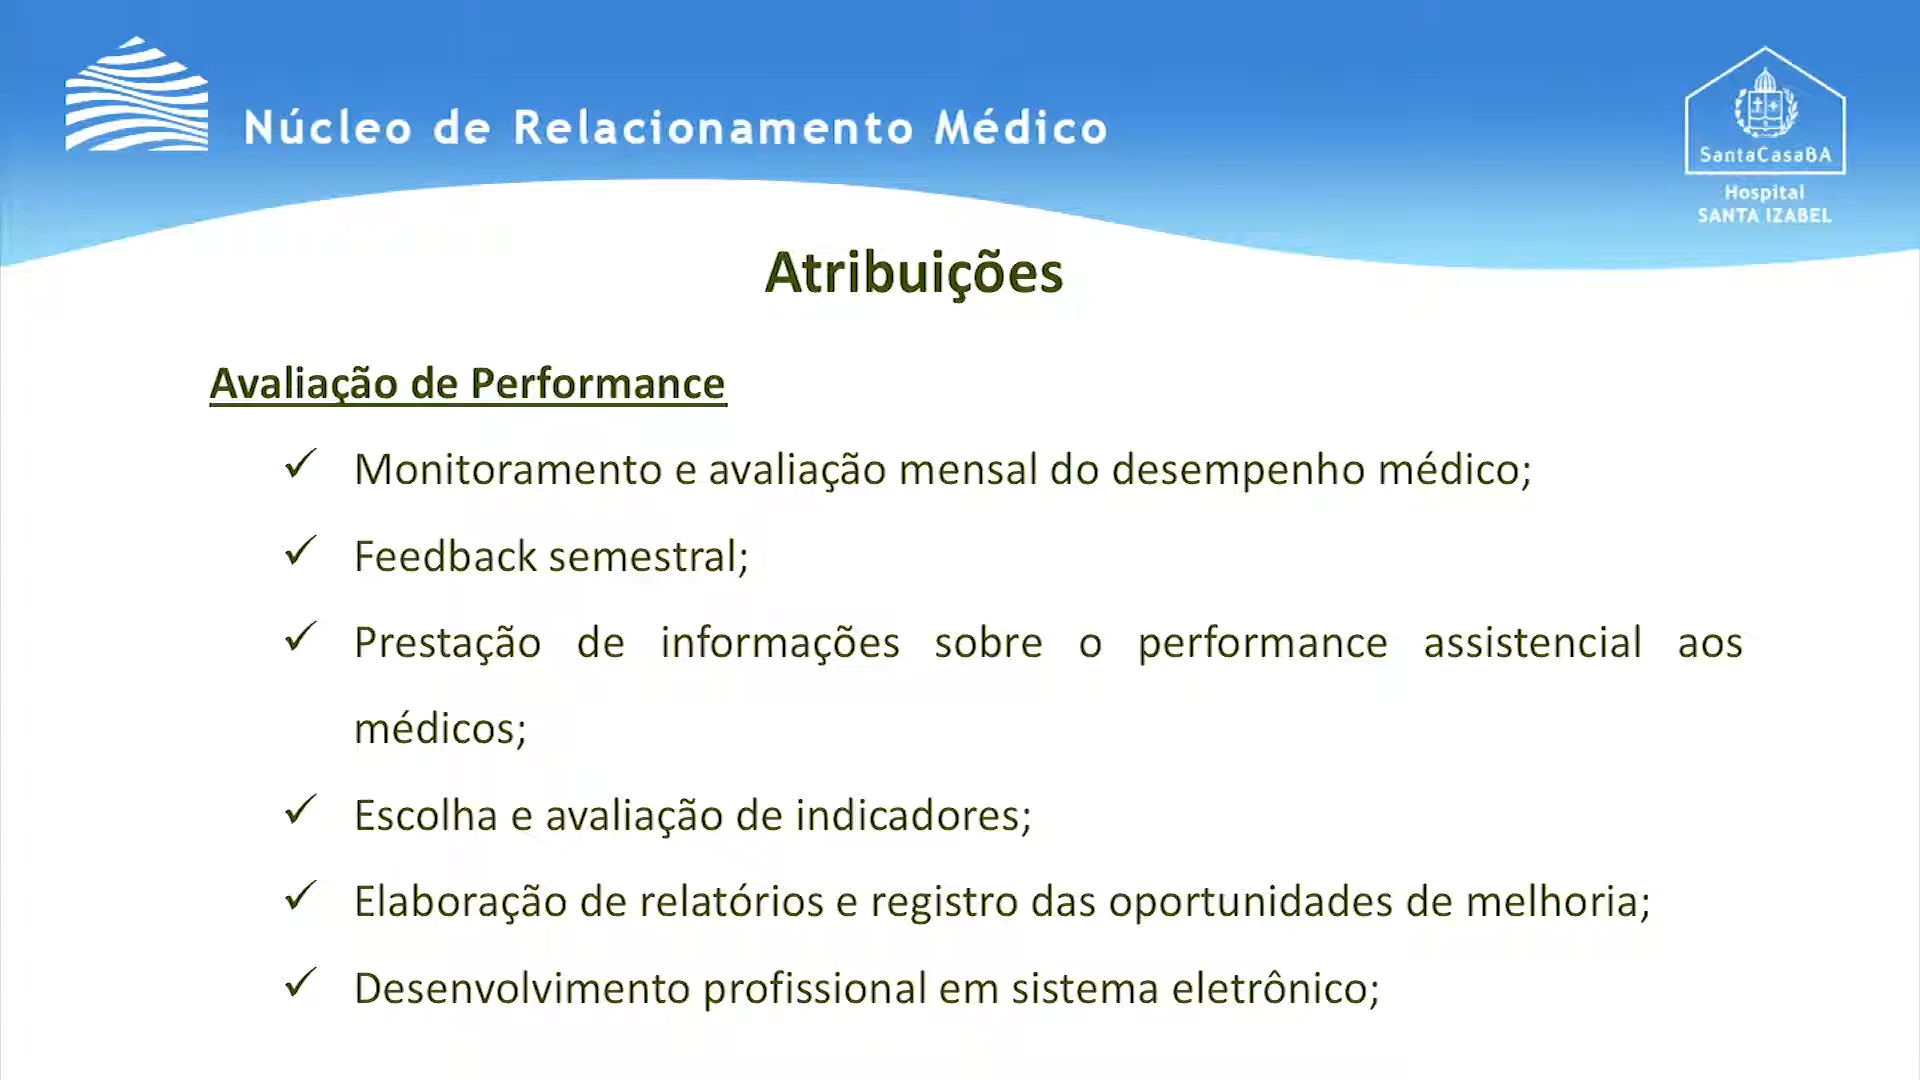 Núcleo de Relacionamento Médico
SantaCasaBA
Hospital
SANTA IZABEL
Atribuições
Avaliação de Performance
✓ Monitoramento e avaliação mensal do desempenho médico;
✓ Feedback semestral;
✓ Prestação de informações sobre o performance assistencial aos
médicos;
✓ Escolha e avaliação de indicadores;
✓ Elaboração de relatórios e registro das oportunidades de melhoria;
✓ Desenvolvimento profissional em sistema eletrônico;